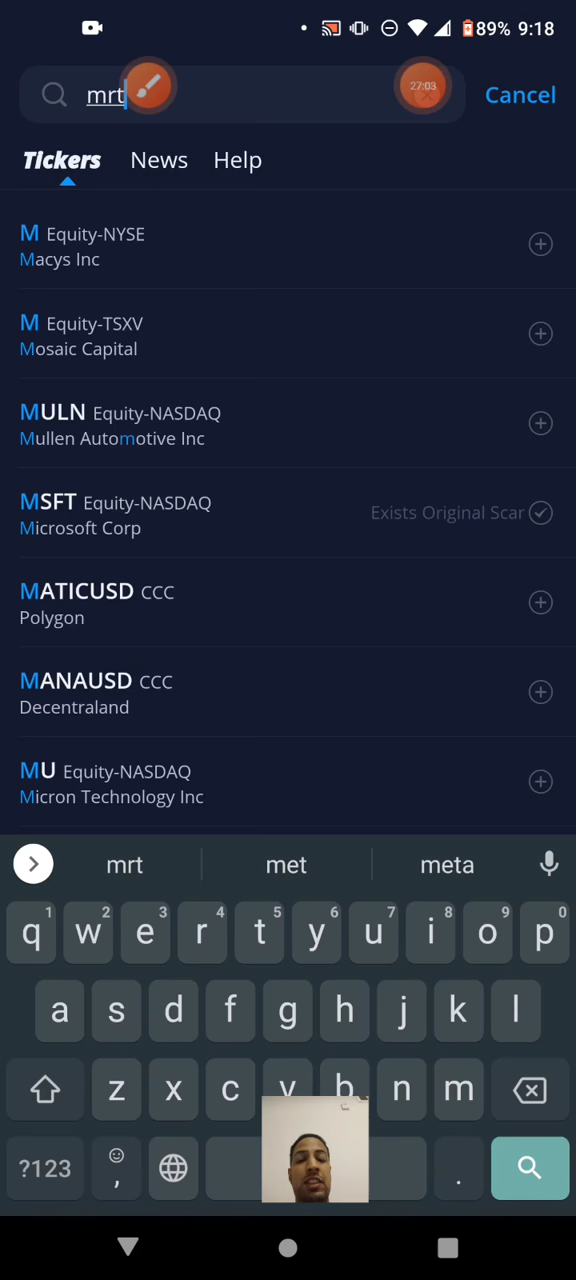 89% 9:18
mrt 27:03 Cancel
Tickers News Help
M Equity-NYSE
Macys Inc
M Equity-TSXV
Mosaic Capital
MULN Equity-NASDAQ
Mullen Automotive Inc
MSFT Equity-NASDAQ
Microsoft Corp
Exists Original Scar
MATICUSD CCC
Polygon
MANAUSD CCC
Decentraland
MU Equity-NASDAQ
Micron Technology Inc
mrt met meta
1 2 3 4 5 6 7 8 9 0
q w e r t y u i o p
a s d f g h j k l
z x c v b n m
?123 , .